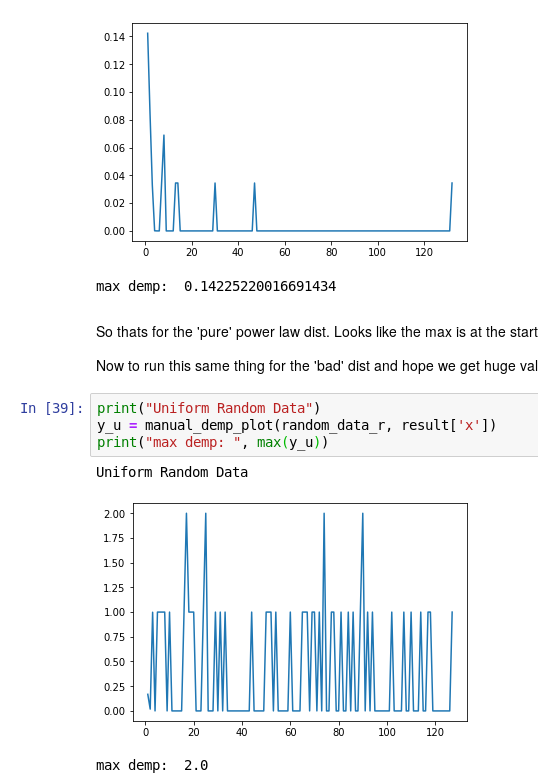 0.14
0.12
0.10
0.08
0.06
0.04
0.02
0.00
0 20 40 60 80 100 120
max demp:  0.14225220016691434
So thats for the 'pure' power law dist. Looks like the max is at the start
Now to run this same thing for the 'bad' dist and hope we get huge val
In [39]: print("Uniform Random Data")
y_u = manual_demp_plot(random_data_r, result['x'])
print("max demp: ", max(y_u))
Uniform Random Data
2.00
1.75
1.50
1.25
1.00
0.75
0.50
0.25
0.00
0 20 40 60 80 100 120
max demp:  2.0